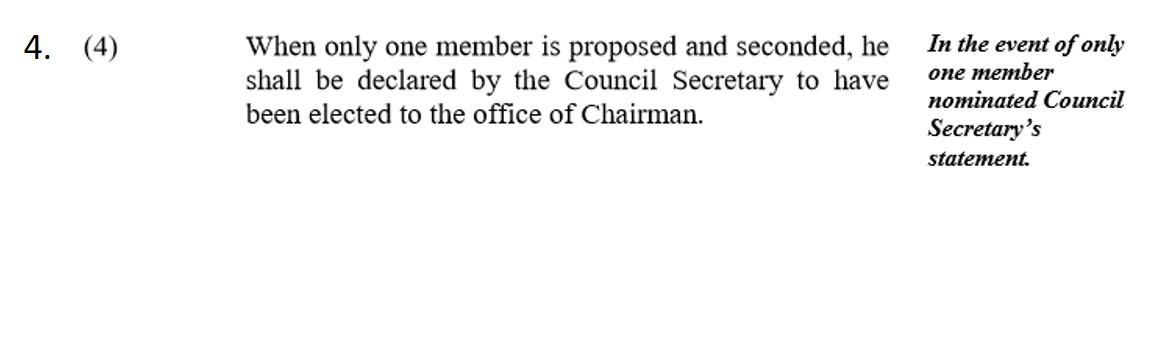 4. (4) When only one member is proposed and seconded, he
shall be declared by the Council Secretary to have
been elected to the office of Chairman.
In the event of only
one member
nominated Council
Secretary’s
statement.